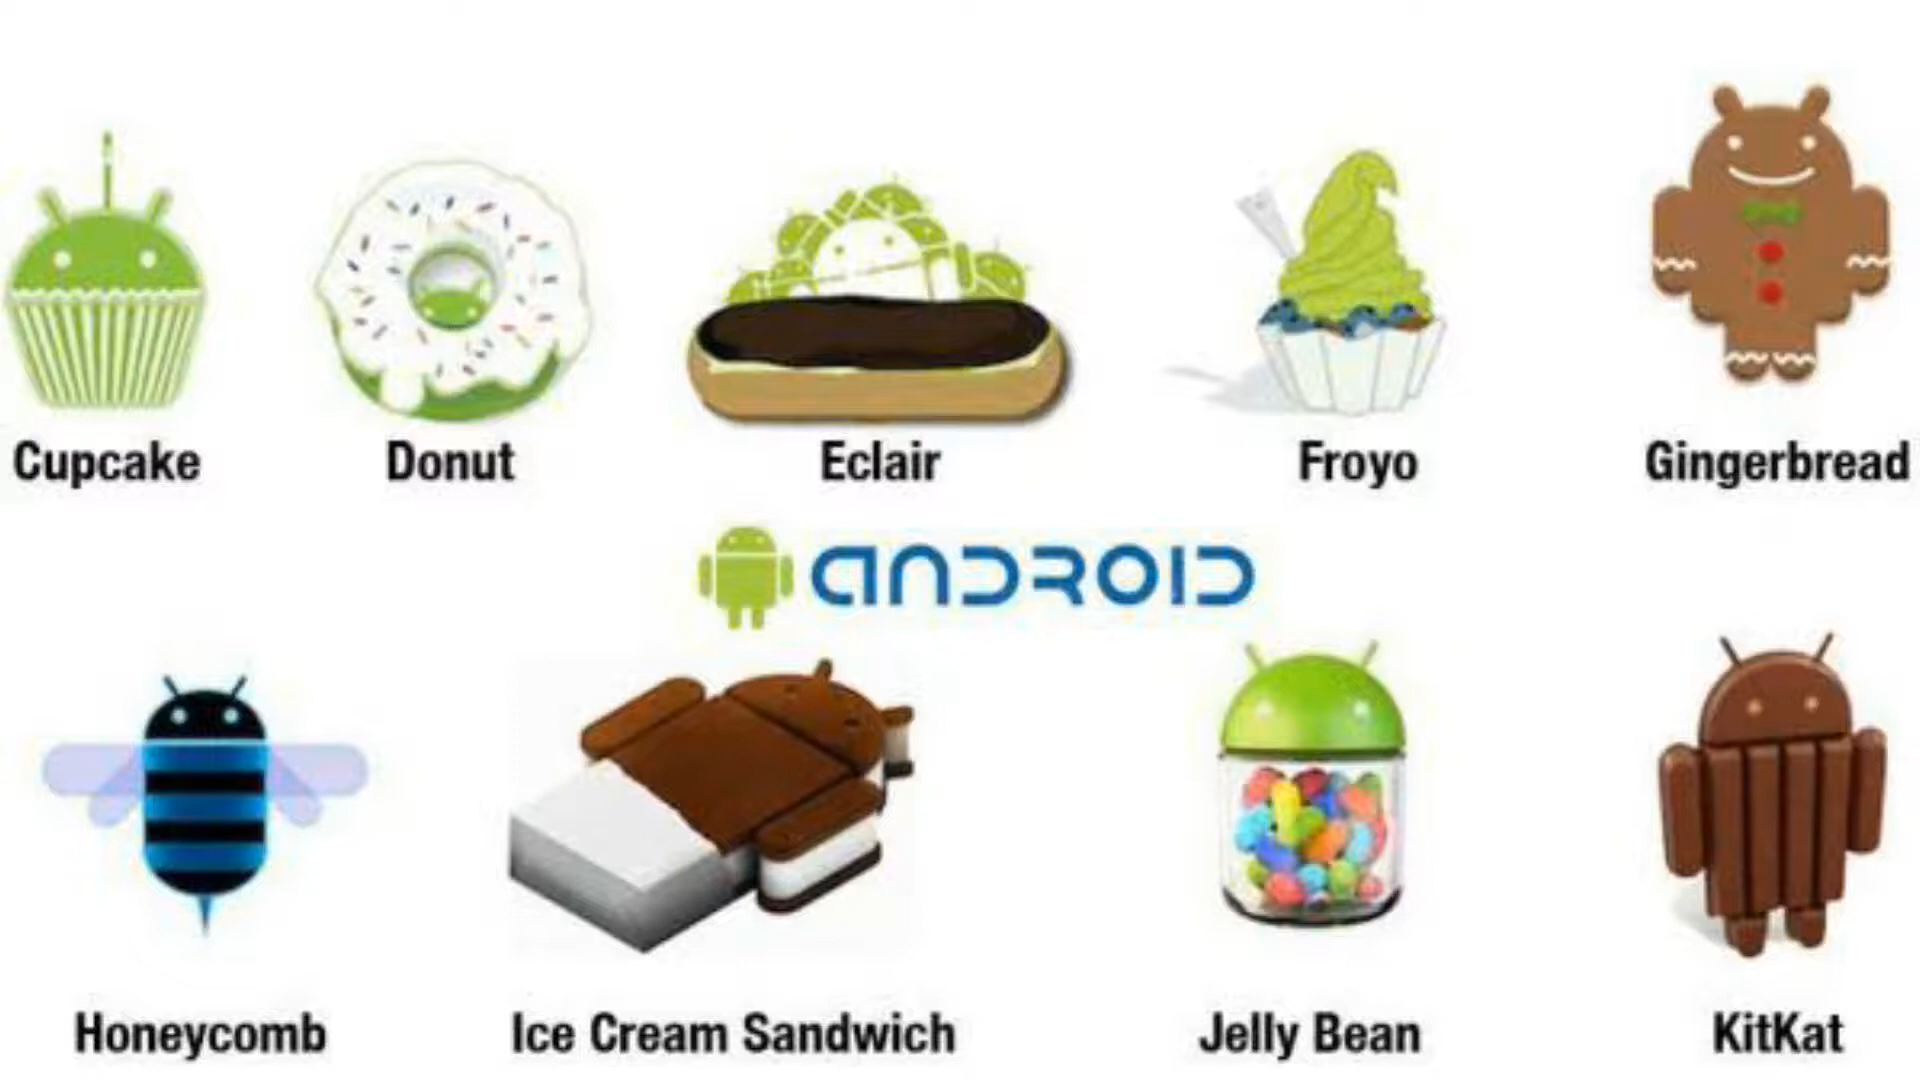 Cupcake
Donut
Eclair
Froyo
Gingerbread
ANDROID
Honeycomb
Ice Cream Sandwich
Jelly Bean
KitKat